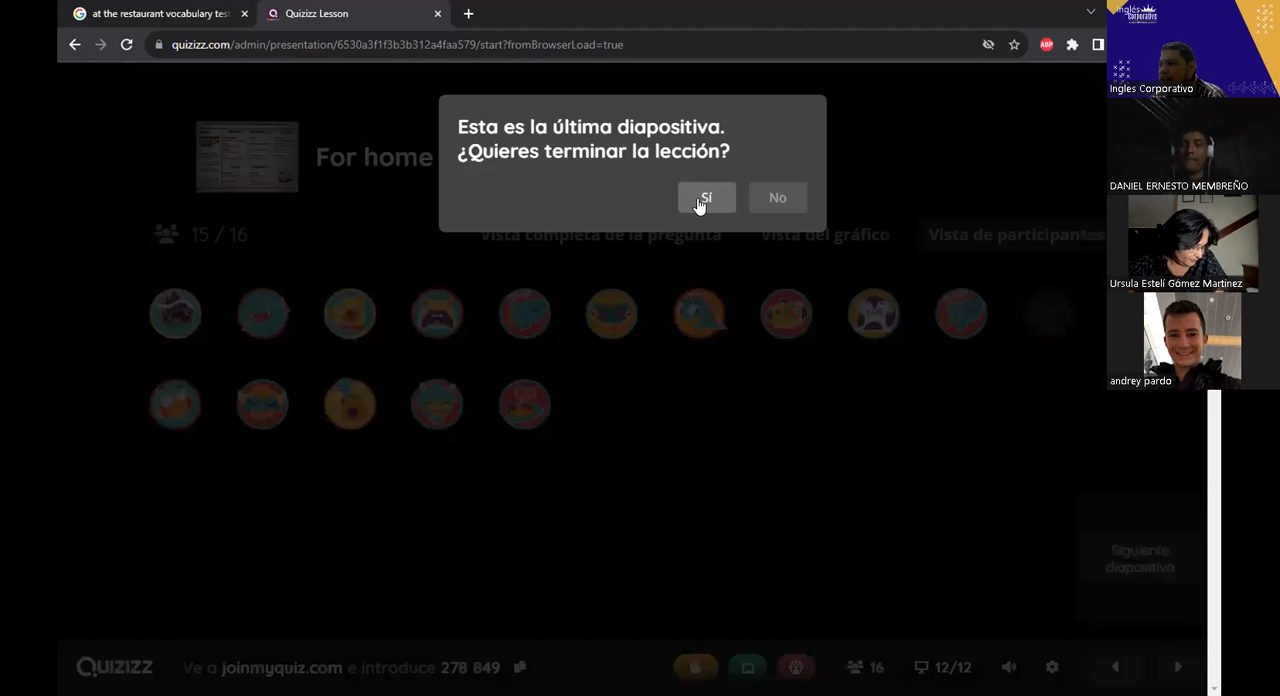 at the restaurant vocabulary tes
Quizizz Lesson
quizizz.com/admin/presentation/6530a3f1f3b3b312a4faa579/start?fromBrowserLoad=true
ABP
Esta es la última diapositiva.
¿Quieres terminar la lección?
Sí
No
For home
15 / 16
Vista completa de la pregunta
Vista del gráfico
Vista de participantes
Siguiente
diapositiva
QUIZIZZ
Ve a joinmyquiz.com e introduce 278 849
16
12/12
Inglés
Corporativo
Ingles Corporativo
DANIEL ERNESTO MEMBREÑO
Ursula Estelí Gómez Martinez
andrey pardo